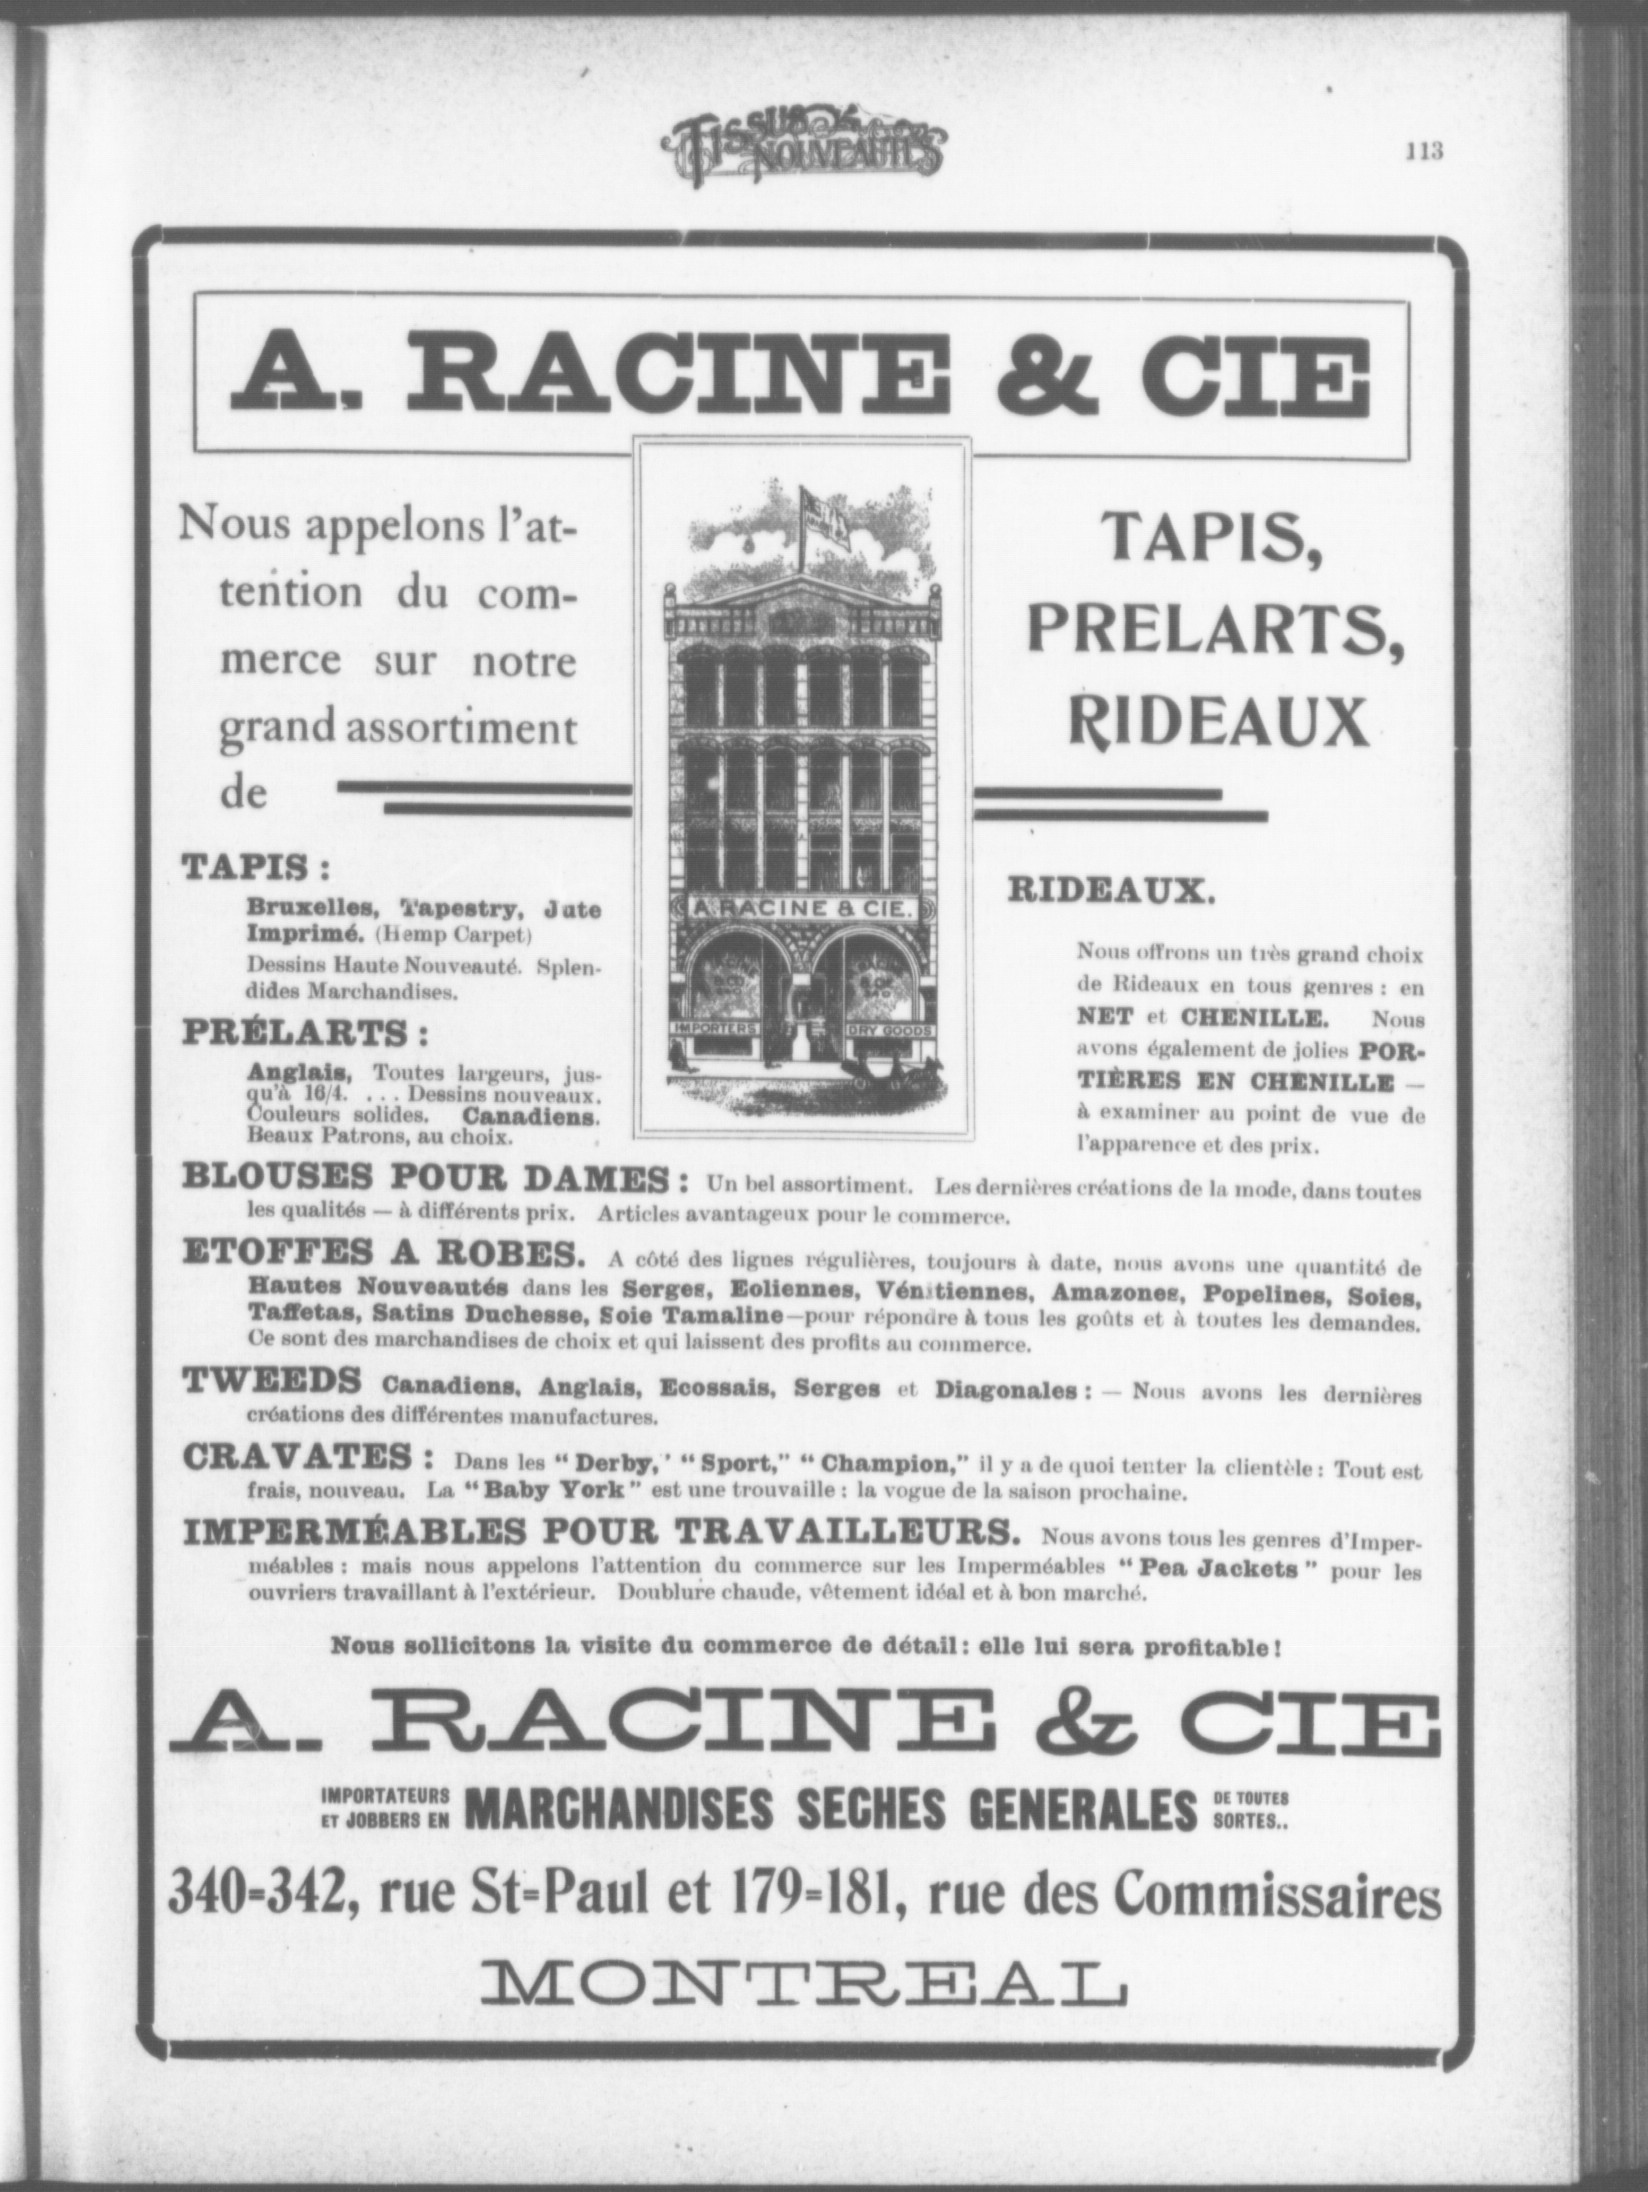 TISSUS & NOUVEAUTÉS
113
A. RACINE & CIE
Nous appelons l'at-
tention du com-
merce sur notre
grand assortiment
de
TAPIS,
PRELARTS,
RIDEAUX
A. RACINE & CIE.
& CO
340
& CIE
340
IMPORTERS
DRY GOODS
TAPIS :
Bruxelles, Tapestry, Jute
Imprimé. (Hemp Carpet)
Dessins Haute Nouveauté. Splen-
dides Marchandises.
PRÉLARTS :
Anglais, Toutes largeurs, jus-
qu'à 16/4. ... Dessins nouveaux.
Couleurs solides. Canadiens.
Beaux Patrons, au choix.
RIDEAUX.
Nous offrons un très grand choix
de Rideaux en tous genres : en
NET et CHENILLE. Nous
avons également de jolies POR-
TIÈRES EN CHENILLE —
à examiner au point de vue de
l'apparence et des prix.
BLOUSES POUR DAMES : Un bel assortiment. Les dernières créations de la mode, dans toutes
les qualités — à différents prix. Articles avantageux pour le commerce.
ETOFFES A ROBES. A côté des lignes régulières, toujours à date, nous avons une quantité de
Hautes Nouveautés dans les Serges, Eoliennes, Vénitiennes, Amazones, Popelines, Soies,
Taffetas, Satins Duchesse, Soie Tamaline—pour répondre à tous les goûts et à toutes les demandes.
Ce sont des marchandises de choix et qui laissent des profits au commerce.
TWEEDS Canadiens, Anglais, Ecossais, Serges et Diagonales : — Nous avons les dernières
créations des différentes manufactures.
CRAVATES : Dans les "Derby,' "Sport," "Champion," il y a de quoi tenter la clientèle : Tout est
frais, nouveau. La "Baby York" est une trouvaille : la vogue de la saison prochaine.
IMPERMÉABLES POUR TRAVAILLEURS. Nous avons tous les genres d'Imper-
méables : mais nous appelons l'attention du commerce sur les Imperméables "Pea Jackets" pour les
ouvriers travaillant à l'extérieur. Doublure chaude, vêtement idéal et à bon marché.
Nous sollicitons la visite du commerce de détail : elle lui sera profitable !
A. RACINE & CIE
IMPORTATEURS
ET JOBBERS EN
MARCHANDISES SECHES GENERALES
DE TOUTES
SORTES..
340-342, rue St-Paul et 179-181, rue des Commissaires
MONTREAL